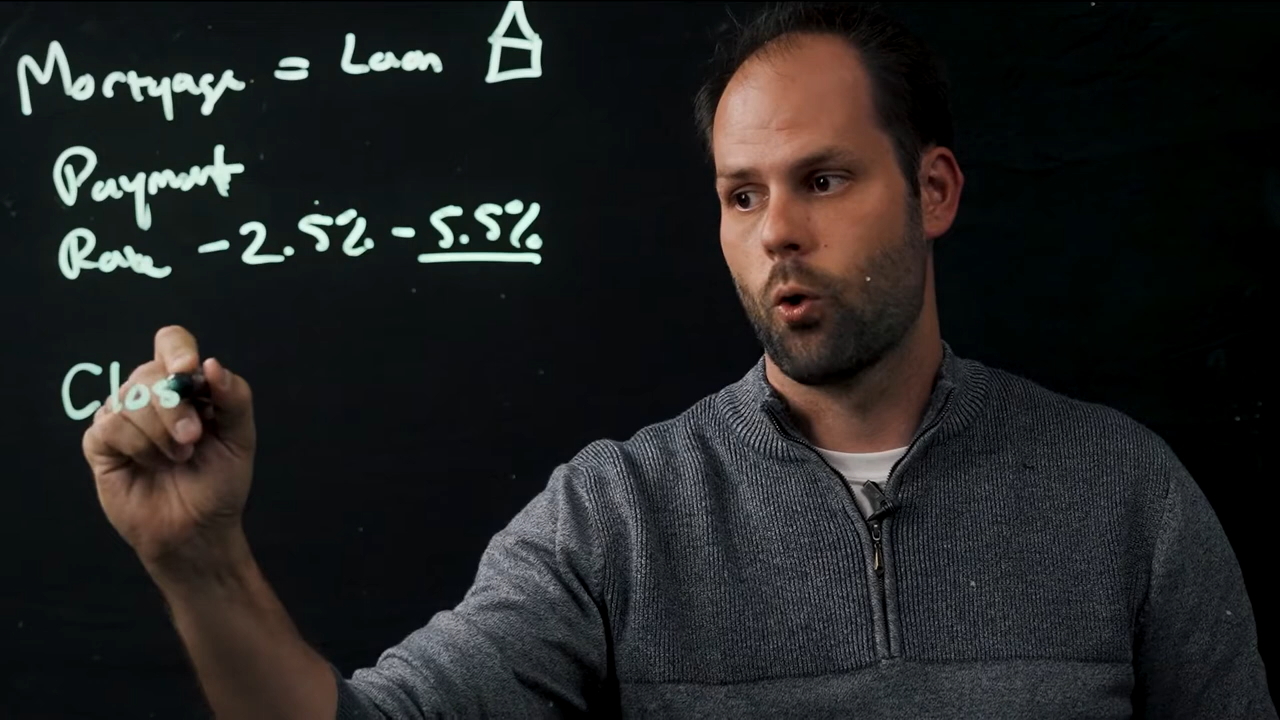 Mortgage = Loan
Payment
Rate - 2.5% - 5.5%
Clos